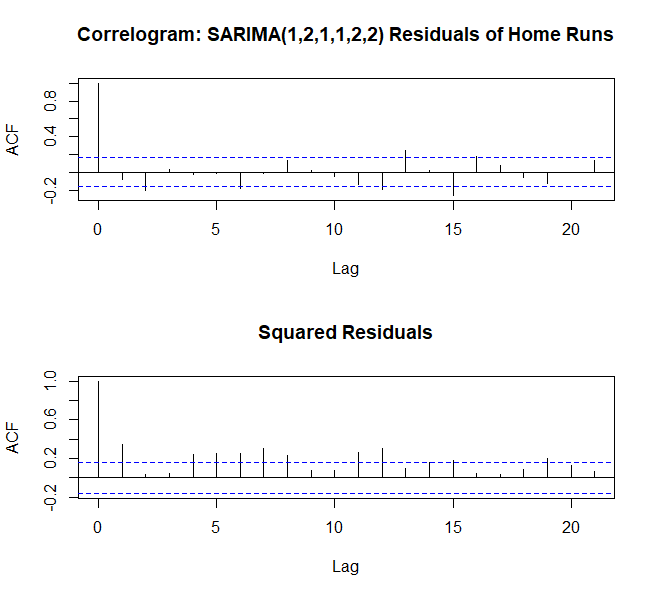 Correlogram: SARIMA(1,2,1,1,2,2) Residuals of Home Runs
ACF
0.8
0.4
-0.2
0 5 10 15 20
Lag
Squared Residuals
ACF
1.0
0.6
0.2
-0.2
0 5 10 15 20
Lag